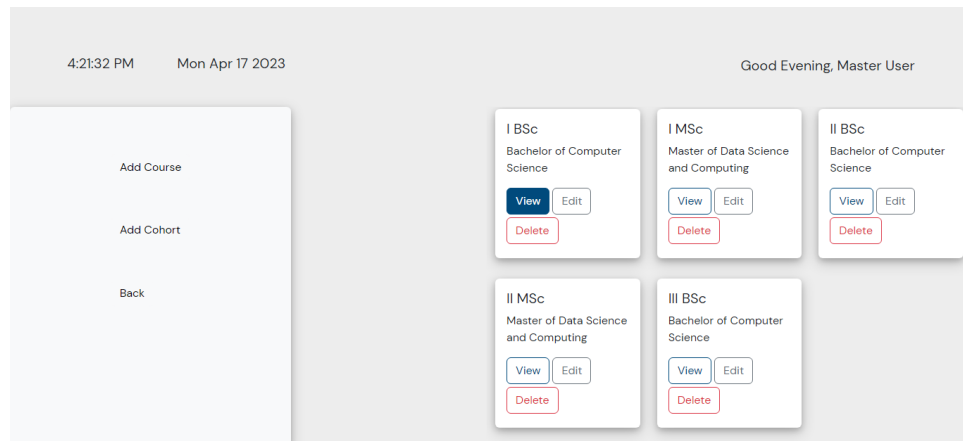 4:21:32 PM Mon Apr 17 2023
Good Evening, Master User
Add Course
Add Cohort
Back
I BSc
Bachelor of Computer
Science
View Edit
Delete
I MSc
Master of Data Science
and Computing
View Edit
Delete
II BSc
Bachelor of Computer
Science
View Edit
Delete
II MSc
Master of Data Science
and Computing
View Edit
Delete
III BSc
Bachelor of Computer
Science
View Edit
Delete